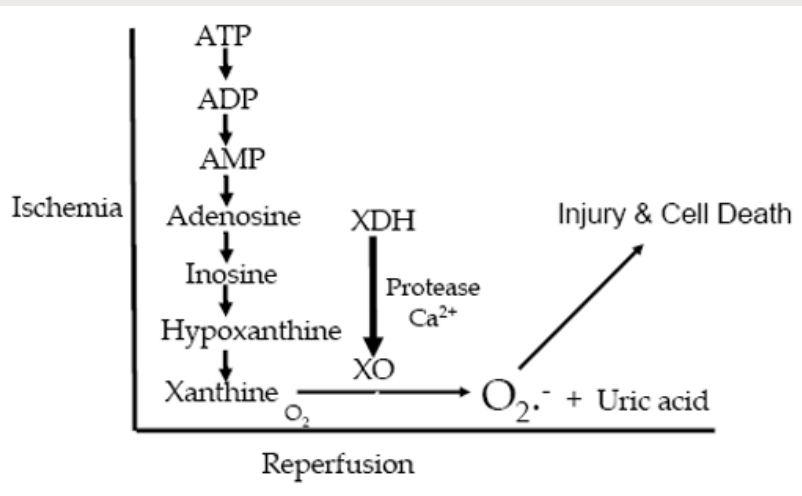 ATP
ADP
AMP
Ischemia
Adenosine
XDH
Injury & Cell Death
Inosine
Protease
Ca²⁺
Hypoxanthine
XO
Xanthine
O₂
O₂.⁻ + Uric acid
Reperfusion